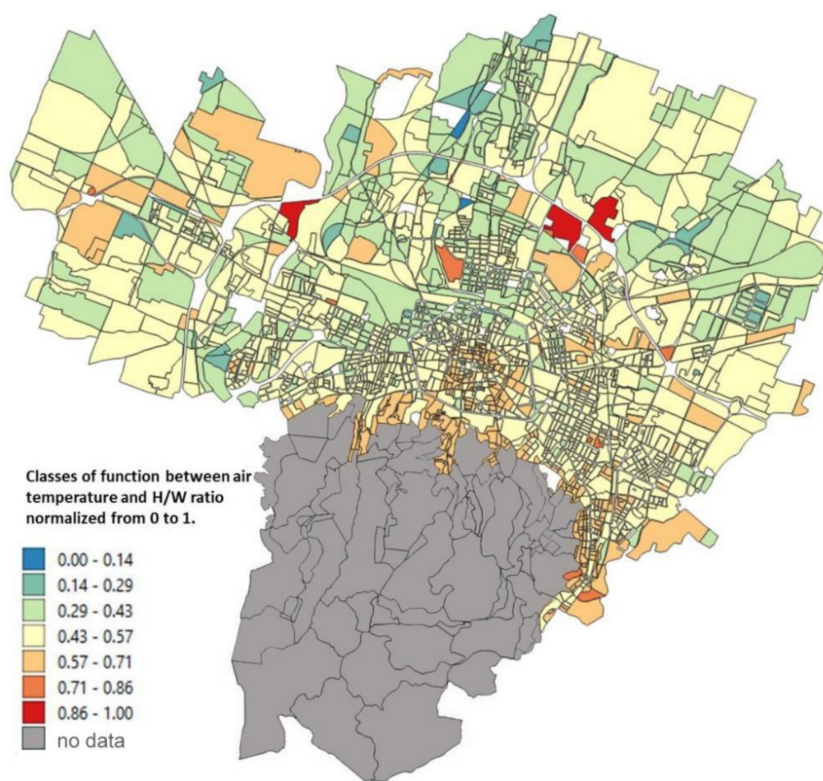 Classes of function between air
temperature and H/W ratio
normalized from 0 to 1.
0.00 - 0.14
0.14 - 0.29
0.29 - 0.43
0.43 - 0.57
0.57 - 0.71
0.71 - 0.86
0.86 - 1.00
no data